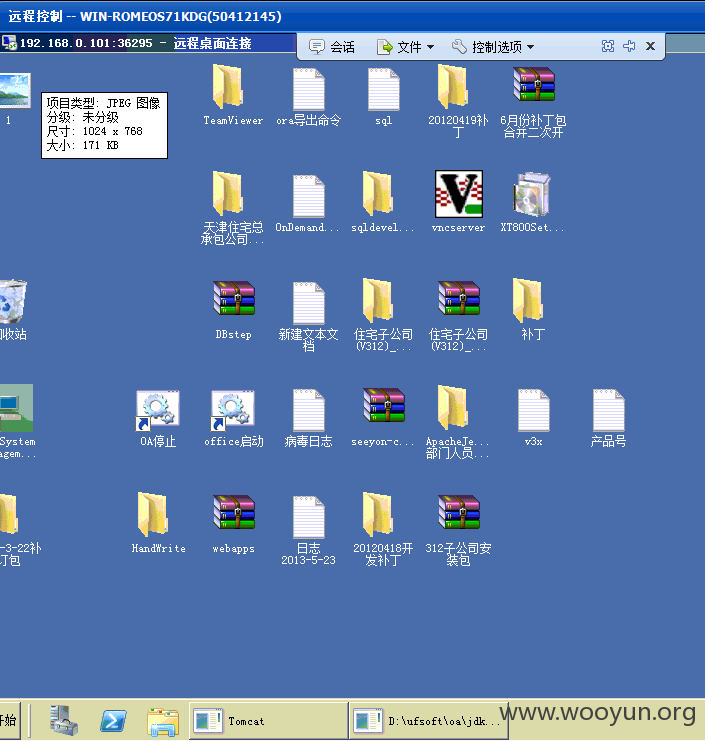 远程控制 -- WIN-ROMEOS71KDG(50412145)
192.168.0.101:36295 - 远程桌面连接
会话
文件
控制选项
1
项目类型: JPEG 图像
分级: 未分级
尺寸: 1024 x 768
大小: 171 KB
TeamViewer
ora导出命令
sql
20120419补
丁
6月份补丁包
合并二次开
天津住宅总
承包公司...
OnDemand...
sqldevel...
vncserver
XT800Set...
回收站
DBstep
新建文本文
档
住宅子公司
(V312)_...
住宅子公司
(V312)_...
补丁
System
agem...
OA停止
office启动
病毒日志
seeyon-c...
ApacheJe...
部门人员...
v3x
产品号
-3-22补
订包
HandWrite
webapps
日志
2013-5-23
20120418开
发补丁
312子公司安
装包
开始
Tomcat
D:\ufsoft\oa\jdk...
www.wooyun.org